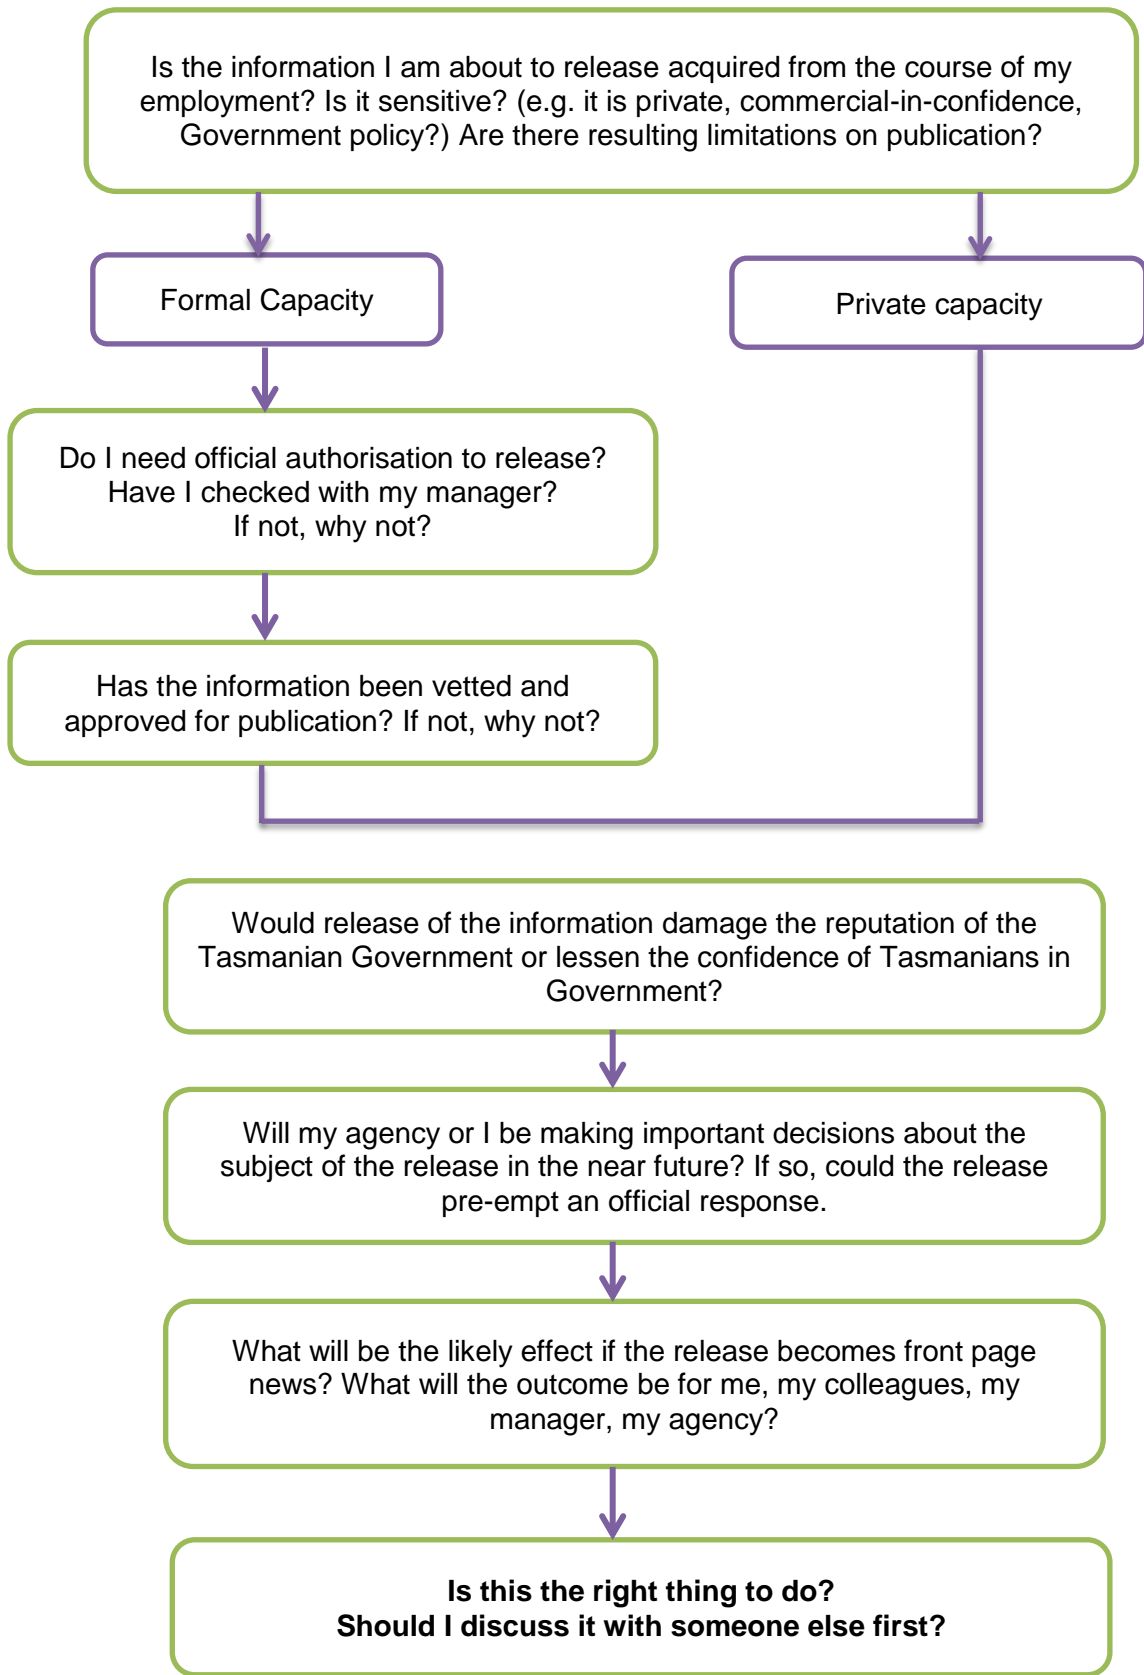 Is the information I am about to release acquired from the course of my
employment? Is it sensitive? (e.g. it is private, commercial-in-confidence,
Government policy?) Are there resulting limitations on publication?
Formal Capacity
Private capacity
Do I need official authorisation to release?
Have I checked with my manager?
If not, why not?
Has the information been vetted and
approved for publication? If not, why not?
Would release of the information damage the reputation of the
Tasmanian Government or lessen the confidence of Tasmanians in
Government?
Will my agency or I be making important decisions about the
subject of the release in the near future? If so, could the release
pre-empt an official response.
What will be the likely effect if the release becomes front page
news? What will the outcome be for me, my colleagues, my
manager, my agency?
Is this the right thing to do?
Should I discuss it with someone else first?